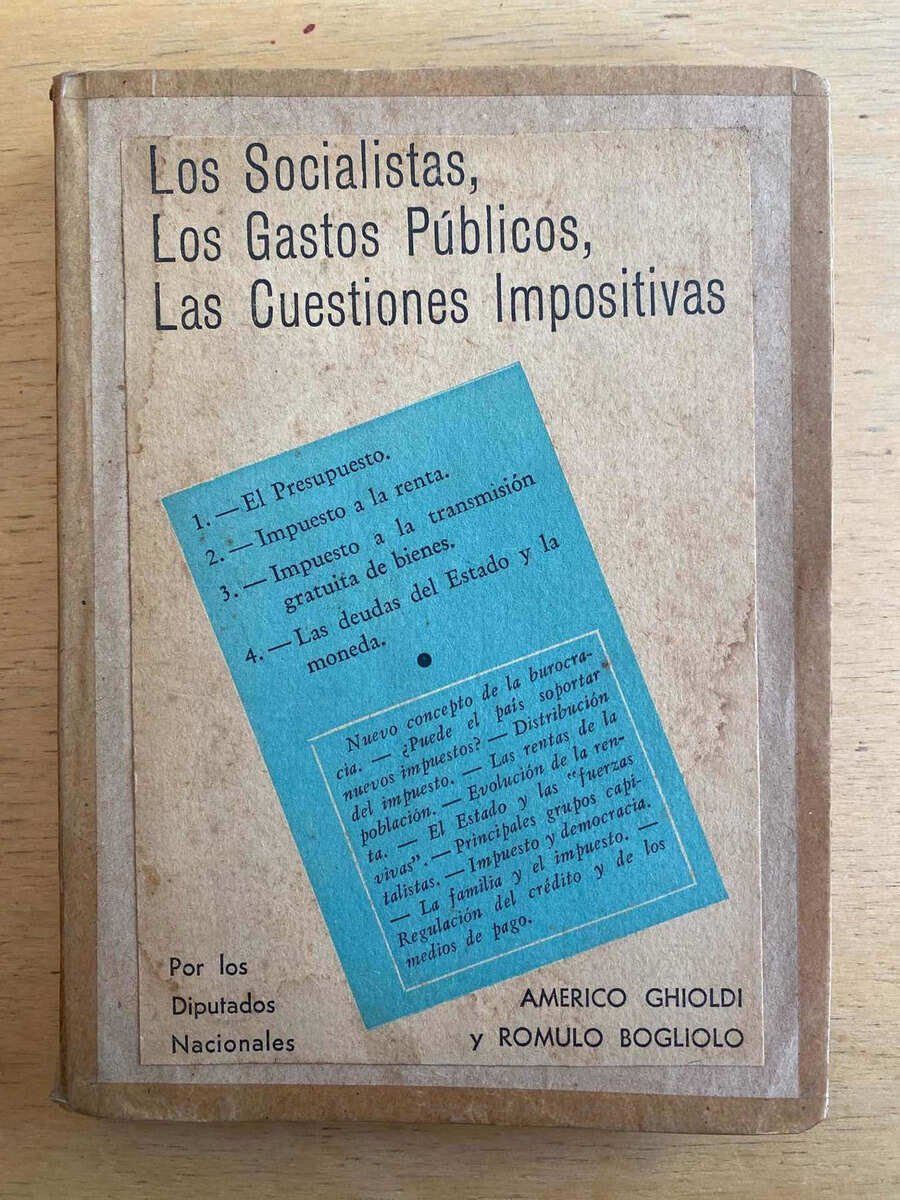 Los Socialistas,
Los Gastos Públicos,
Las Cuestiones Impositivas
1. — El Presupuesto.
2. — Impuesto a la renta.
3. — Impuesto a la transmisión
gratuita de bienes.
4. — Las deudas del Estado y la
moneda.
Nuevo concepto de la burocra-
cia. — ¿Puede el país soportar
nuevos impuestos? — Distribución
del impuesto. — Las rentas de la
población. — Evolución de la ren-
ta. — El Estado y las "fuerzas
vivas". — Principales grupos capi-
talistas. — Impuesto y democracia.
— La familia y el impuesto. —
Regulación del crédito y de los
medios de pago.
Por los
Diputados
Nacionales
AMERICO GHIOLDI
y ROMULO BOGLIOLO